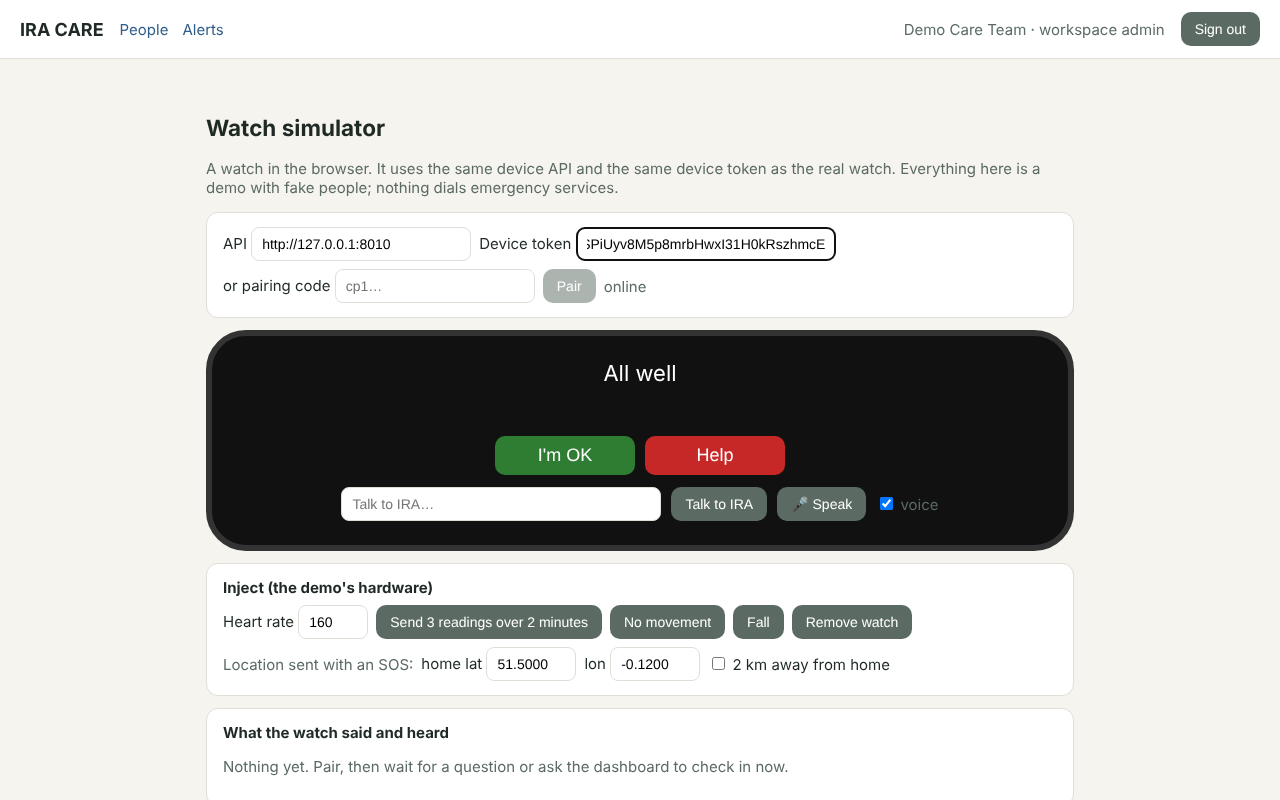 IRA CARE People Alerts Demo Care Team · workspace admin Sign out
Watch simulator
A watch in the browser. It uses the same device API and the same device token as the real watch. Everything here is a
demo with fake people; nothing dials emergency services.
API http://127.0.0.1:8010 Device token PiUyv8M5p8mrbHwxI31H0kRszhmcE
or pairing code cp1… Pair online
All well
I'm OK Help
Talk to IRA… Talk to IRA 🎤 Speak voice
Inject (the demo's hardware)
Heart rate 160 Send 3 readings over 2 minutes No movement Fall Remove watch
Location sent with an SOS: home lat 51.5000 lon -0.1200 2 km away from home
What the watch said and heard
Nothing yet. Pair, then wait for a question or ask the dashboard to check in now.